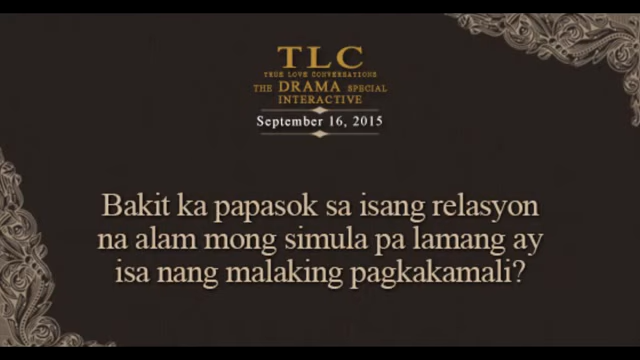 TLC
TRUE LOVE CONVERSATIONS
THE DRAMA SPECIAL
INTERACTIVE
September 16, 2015
Bakit ka papasok sa isang relasyon
na alam mong simula pa lamang ay
isa nang malaking pagkakamali?